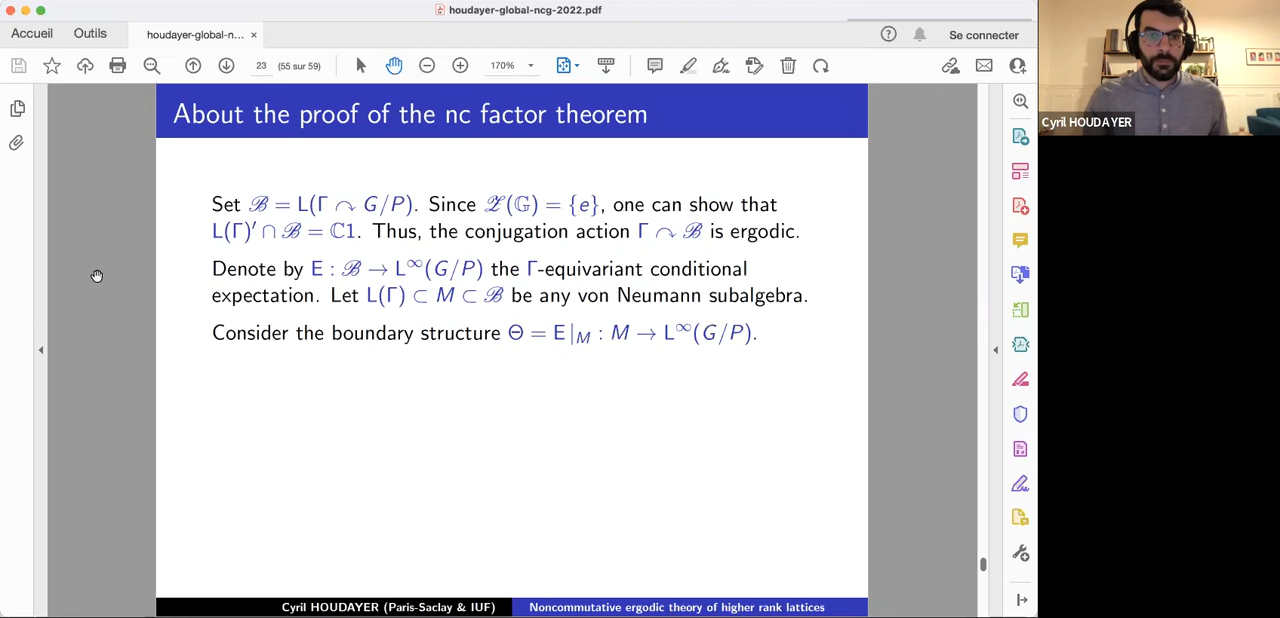 houdayer-global-ncg-2022.pdf
Accueil Outils houdayer-global-n... × Se connecter
23 (55 sur 59) 170%
Cyril HOUDAYER
About the proof of the nc factor theorem
Set ℬ = L(Γ ↷ G/P). Since 𝒵(𝔾) = {e}, one can show that
L(Γ)′ ∩ ℬ = ℂ1. Thus, the conjugation action Γ ↷ ℬ is ergodic.
Denote by E : ℬ → L^∞(G/P) the Γ-equivariant conditional
expectation. Let L(Γ) ⊂ M ⊂ ℬ be any von Neumann subalgebra.
Consider the boundary structure Θ = E|_M : M → L^∞(G/P).
Cyril HOUDAYER (Paris-Saclay & IUF) Noncommutative ergodic theory of higher rank lattices